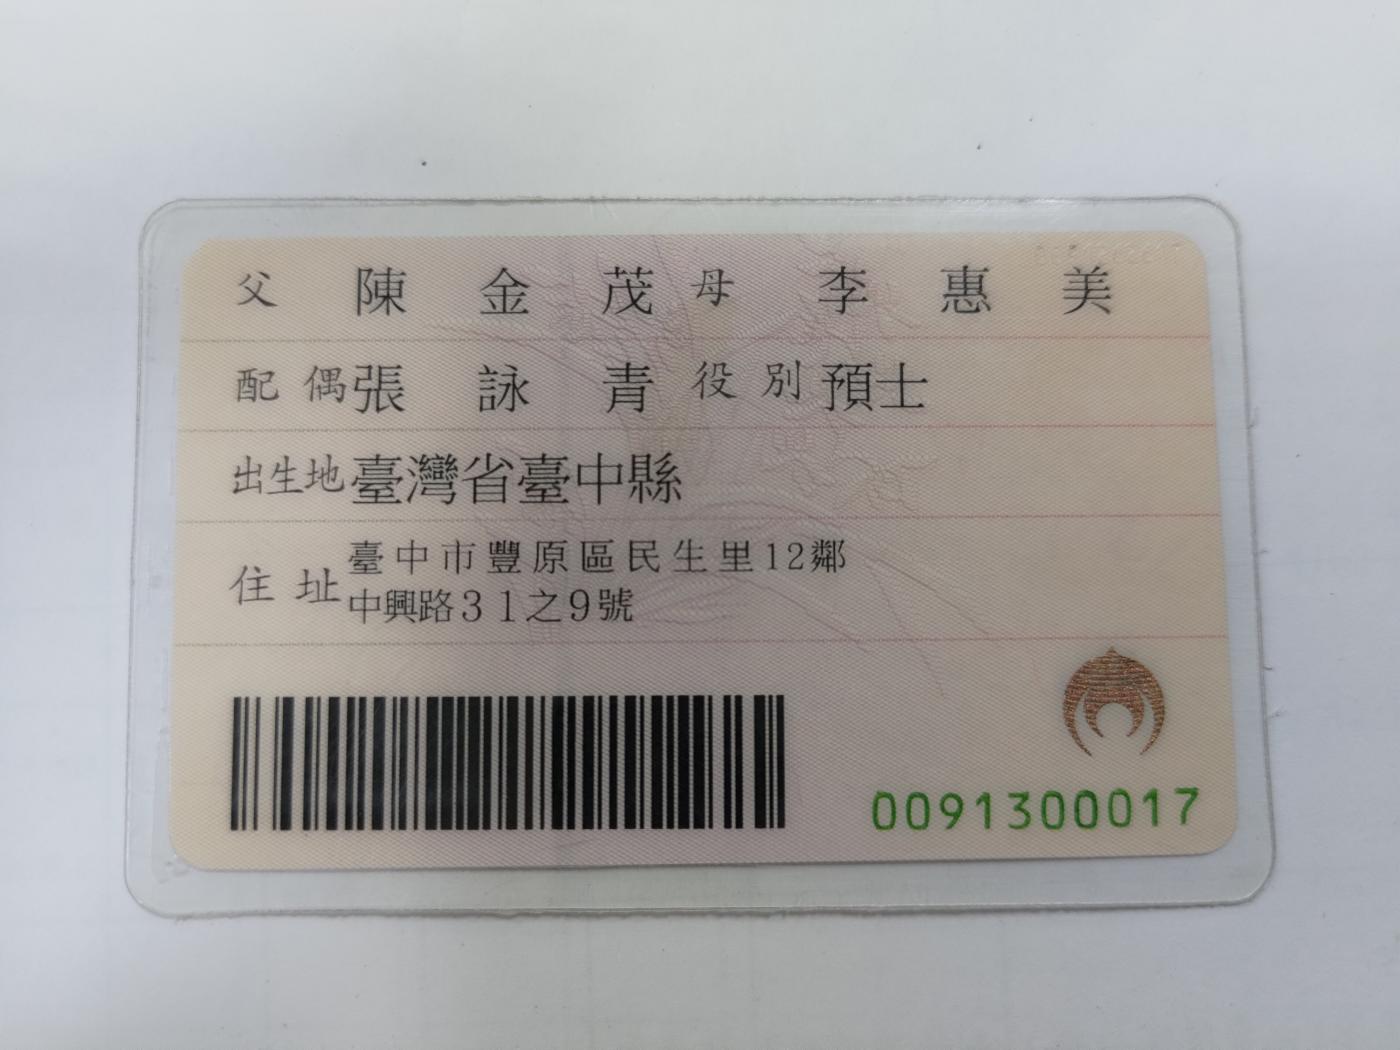 父 陳金茂 母 李惠美
配偶 張詠青 役別 預士
出生地 臺灣省臺中縣
住址 臺中市豐原區民生里12鄰
中興路31之9號
0091300017